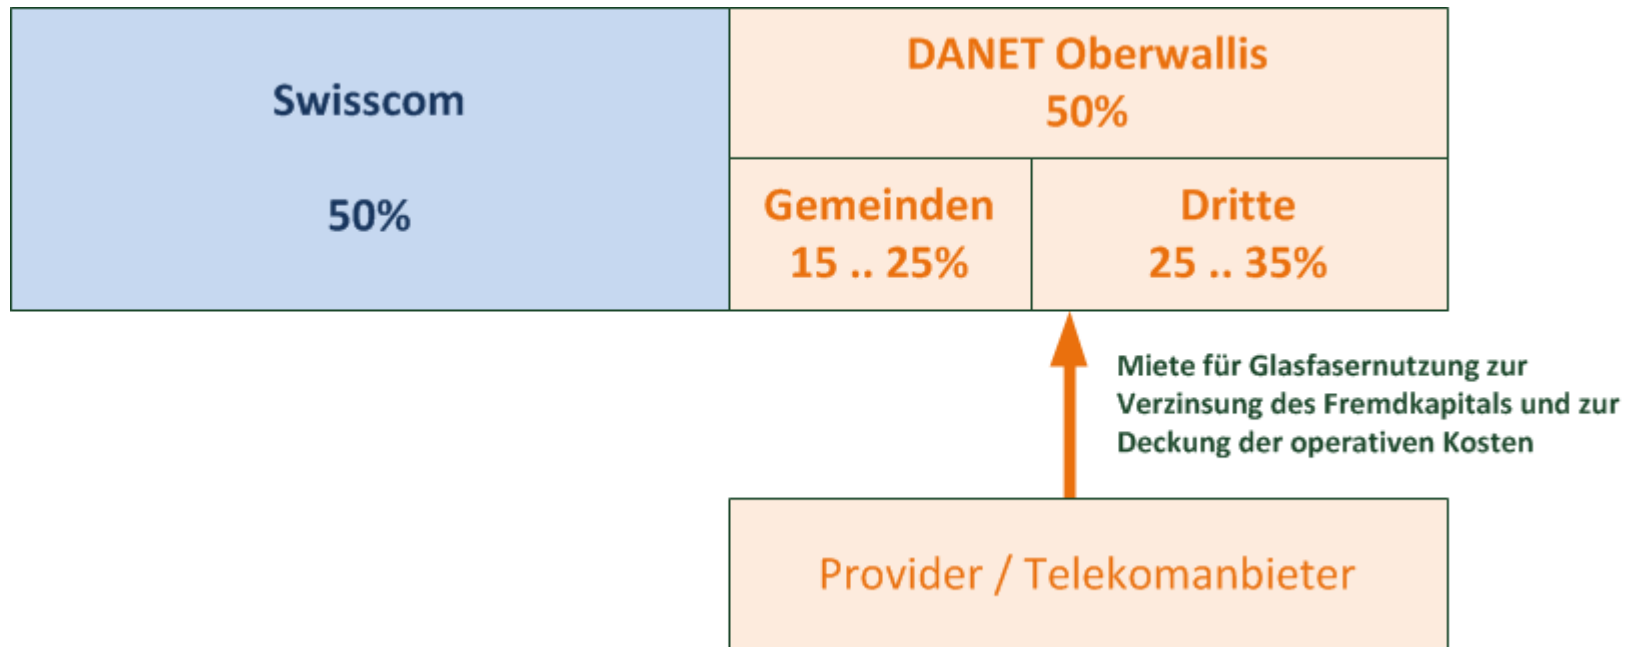 Swisscom
50%
DANET Oberwallis
50%
Gemeinden
15 .. 25%
Dritte
25 .. 35%
Miete für Glasfasernutzung zur
Verzinsung des Fremdkapitals und zur
Deckung der operativen Kosten
Provider / Telekomanbieter